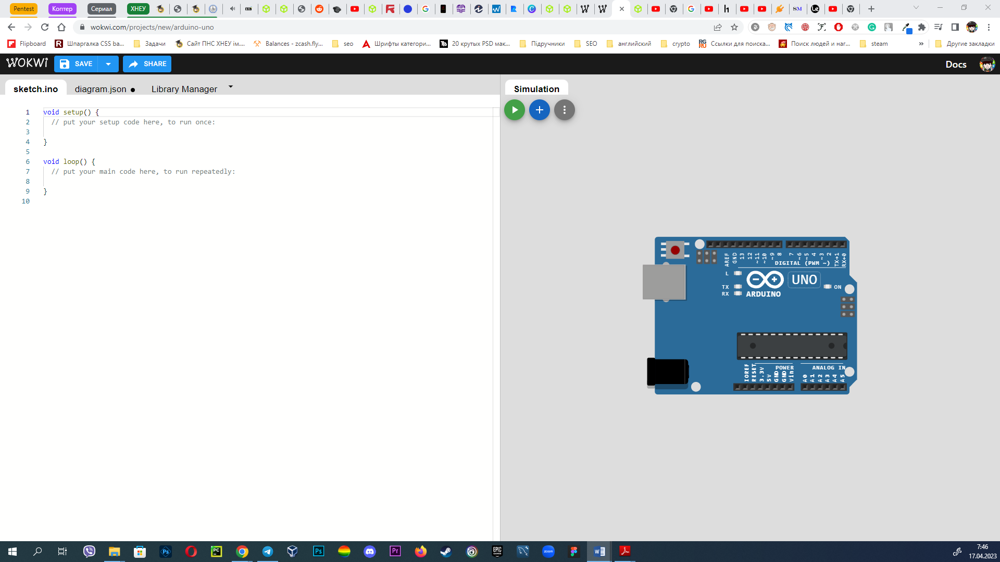 Pentest Коптер Сериал ХНЕУ
wokwi.com/projects/new/arduino-uno
Flipboard Шпаргалка CSS ba... Задачи Сайт ПНС ХНЕУ ім.... Balances - zcash.fly... seo Шрифты категори... 20 крутых PSD мак... Підручники SEO английский crypto Ссылки для поиска... Поиск людей и наг... steam » Другие закладки
WOKWI SAVE SHARE Docs
sketch.ino diagram.json ● Library Manager Simulation
1 void setup() {
2 // put your setup code here, to run once:
3
4 }
5
6 void loop() {
7 // put your main code here, to run repeatedly:
8
9 }
10
AREF GND 13 12 ~11 ~10 ~9 8 7 ~6 ~5 4 ~3 2 TX→1 RX←0
DIGITAL (PWM ~)
L
TX
RX
UNO
ON
ARDUINO
POWER ANALOG IN
IOREF RESET 3.3V 5V GND GND Vin A0 A1 A2 A3 A4 A5
7:46
17.04.2023